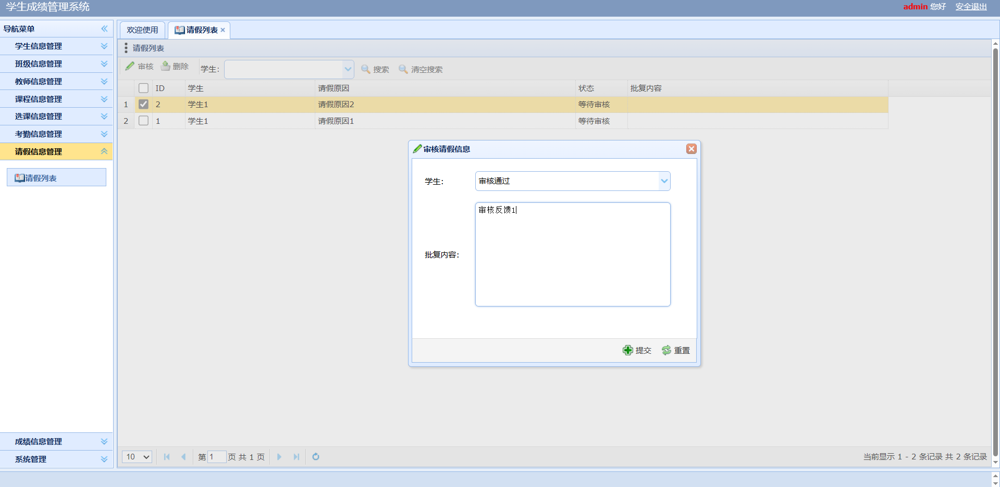 学生成绩管理系统
admin 您好 安全退出
导航菜单
学生信息管理
班级信息管理
教师信息管理
课程信息管理
选课信息管理
考勤信息管理
请假信息管理
请假列表
成绩信息管理
系统管理
欢迎使用 请假列表
请假列表
审核 删除 学生： 搜索 清空搜索
ID 学生 请假原因 状态 批复内容
1 2 学生1 请假原因2 等待审核
2 1 学生1 请假原因1 等待审核
审核请假信息
学生： 审核通过
批复内容： 审核反馈1
提交 重置
10 第 1 页 共 1 页 当前显示 1 - 2 条记录 共 2 条记录